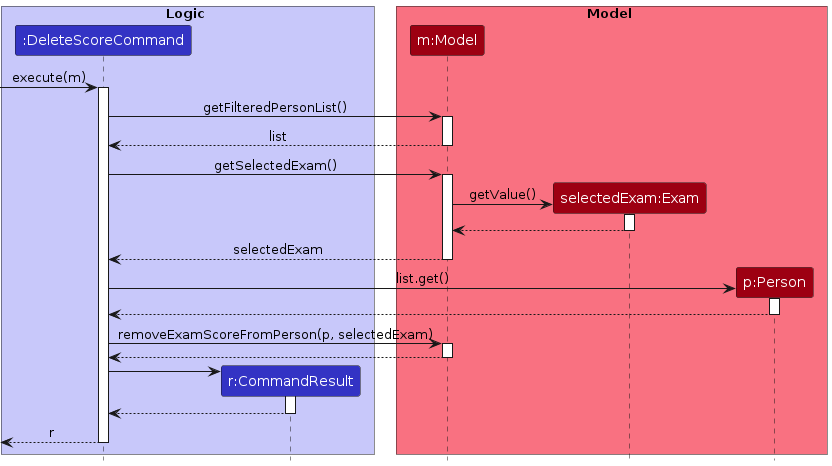 Logic
Model
:DeleteScoreCommand
m:Model
execute(m)
getFilteredPersonList()
list
getSelectedExam()
getValue()
selectedExam:Exam
selectedExam
list.get()
p:Person
removeExamScoreFromPerson(p, selectedExam)
r:CommandResult
r